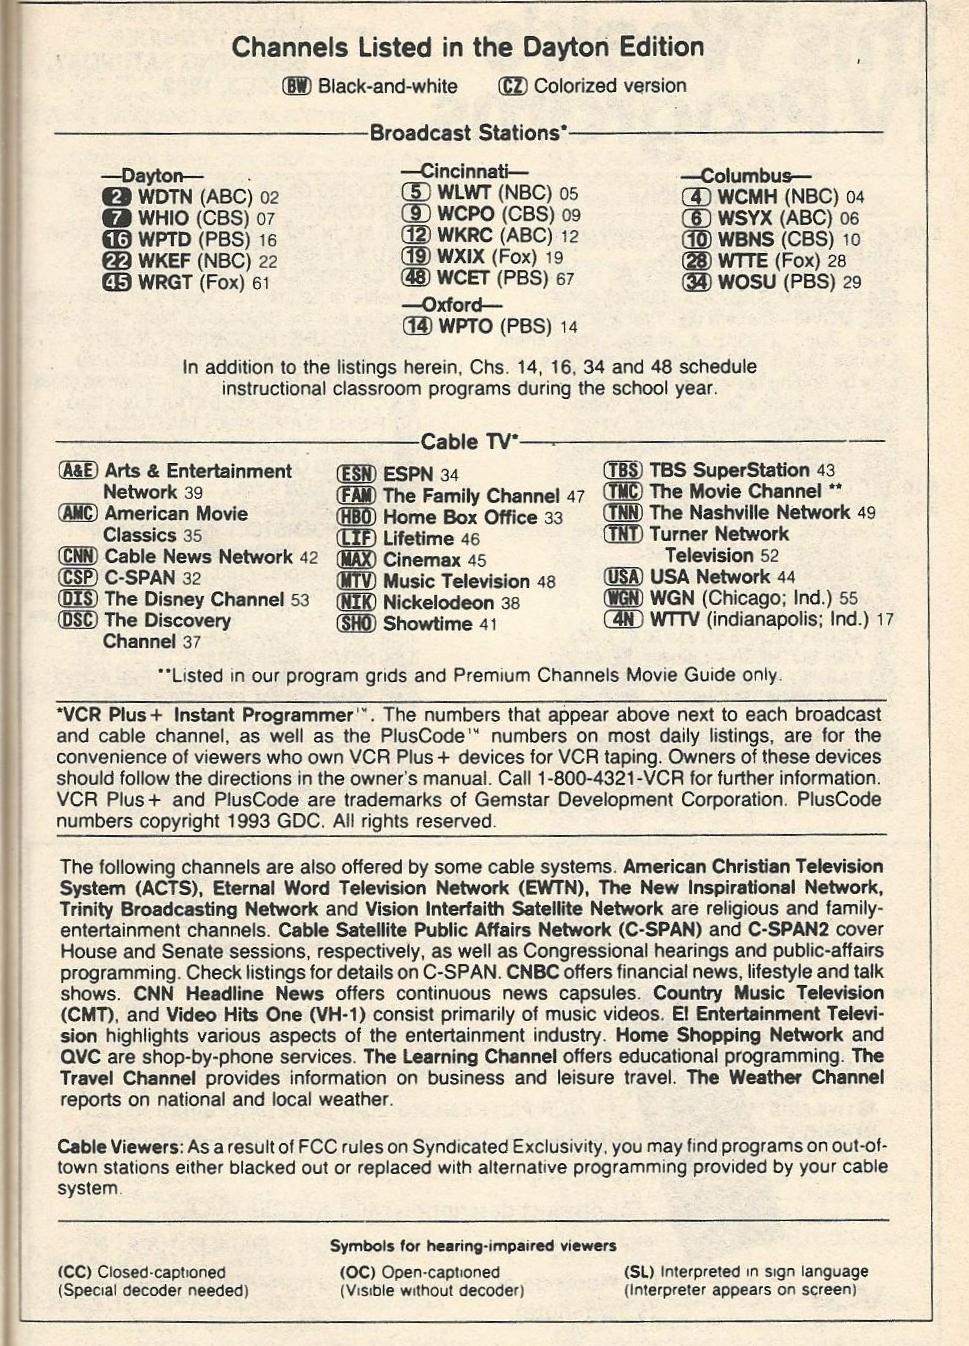 Channels Listed in the Dayton Edition
BW Black-and-white CZ Colorized version
Broadcast Stations*
—Dayton—
2 WDTN (ABC) 02
7 WHIO (CBS) 07
16 WPTD (PBS) 16
22 WKEF (NBC) 22
45 WRGT (Fox) 61
—Cincinnati—
5 WLWT (NBC) 05
9 WCPO (CBS) 09
12 WKRC (ABC) 12
19 WXIX (Fox) 19
48 WCET (PBS) 67
—Oxford—
14 WPTO (PBS) 14
—Columbus—
4 WCMH (NBC) 04
6 WSYX (ABC) 06
10 WBNS (CBS) 10
28 WTTE (Fox) 28
34 WOSU (PBS) 29
In addition to the listings herein, Chs. 14, 16, 34 and 48 schedule
instructional classroom programs during the school year.
Cable TV*
A&E Arts & Entertainment
Network 39
AMC American Movie
Classics 35
CNN Cable News Network 42
CSP C-SPAN 32
DIS The Disney Channel 53
DSC The Discovery
Channel 37
ESN ESPN 34
FAM The Family Channel 47
HBO Home Box Office 33
LIF Lifetime 46
MAX Cinemax 45
MTV Music Television 48
NIK Nickelodeon 38
SHO Showtime 41
TBS TBS SuperStation 43
TMC The Movie Channel **
TNN The Nashville Network 49
TNT Turner Network
Television 52
USA USA Network 44
WGN WGN (Chicago; Ind.) 55
4N WTTV (indianapolis; Ind.) 17
**Listed in our program grids and Premium Channels Movie Guide only.
*VCR Plus+ Instant Programmer™. The numbers that appear above next to each broadcast
and cable channel, as well as the PlusCode™ numbers on most daily listings, are for the
convenience of viewers who own VCR Plus+ devices for VCR taping. Owners of these devices
should follow the directions in the owner's manual. Call 1-800-4321-VCR for further information.
VCR Plus+ and PlusCode are trademarks of Gemstar Development Corporation. PlusCode
numbers copyright 1993 GDC. All rights reserved.
The following channels are also offered by some cable systems. American Christian Television
System (ACTS), Eternal Word Television Network (EWTN), The New Inspirational Network,
Trinity Broadcasting Network and Vision Interfaith Satellite Network are religious and family-
entertainment channels. Cable Satellite Public Affairs Network (C-SPAN) and C-SPAN2 cover
House and Senate sessions, respectively, as well as Congressional hearings and public-affairs
programming. Check listings for details on C-SPAN. CNBC offers financial news, lifestyle and talk
shows. CNN Headline News offers continuous news capsules. Country Music Television
(CMT), and Video Hits One (VH-1) consist primarily of music videos. E! Entertainment Televi-
sion highlights various aspects of the entertainment industry. Home Shopping Network and
QVC are shop-by-phone services. The Learning Channel offers educational programming. The
Travel Channel provides information on business and leisure travel. The Weather Channel
reports on national and local weather.
Cable Viewers: As a result of FCC rules on Syndicated Exclusivity, you may find programs on out-of-
town stations either blacked out or replaced with alternative programming provided by your cable
system.
Symbols for hearing-impaired viewers
(CC) Closed-captioned
(Special decoder needed)
(OC) Open-captioned
(Visible without decoder)
(SL) Interpreted in sign language
(Interpreter appears on screen)